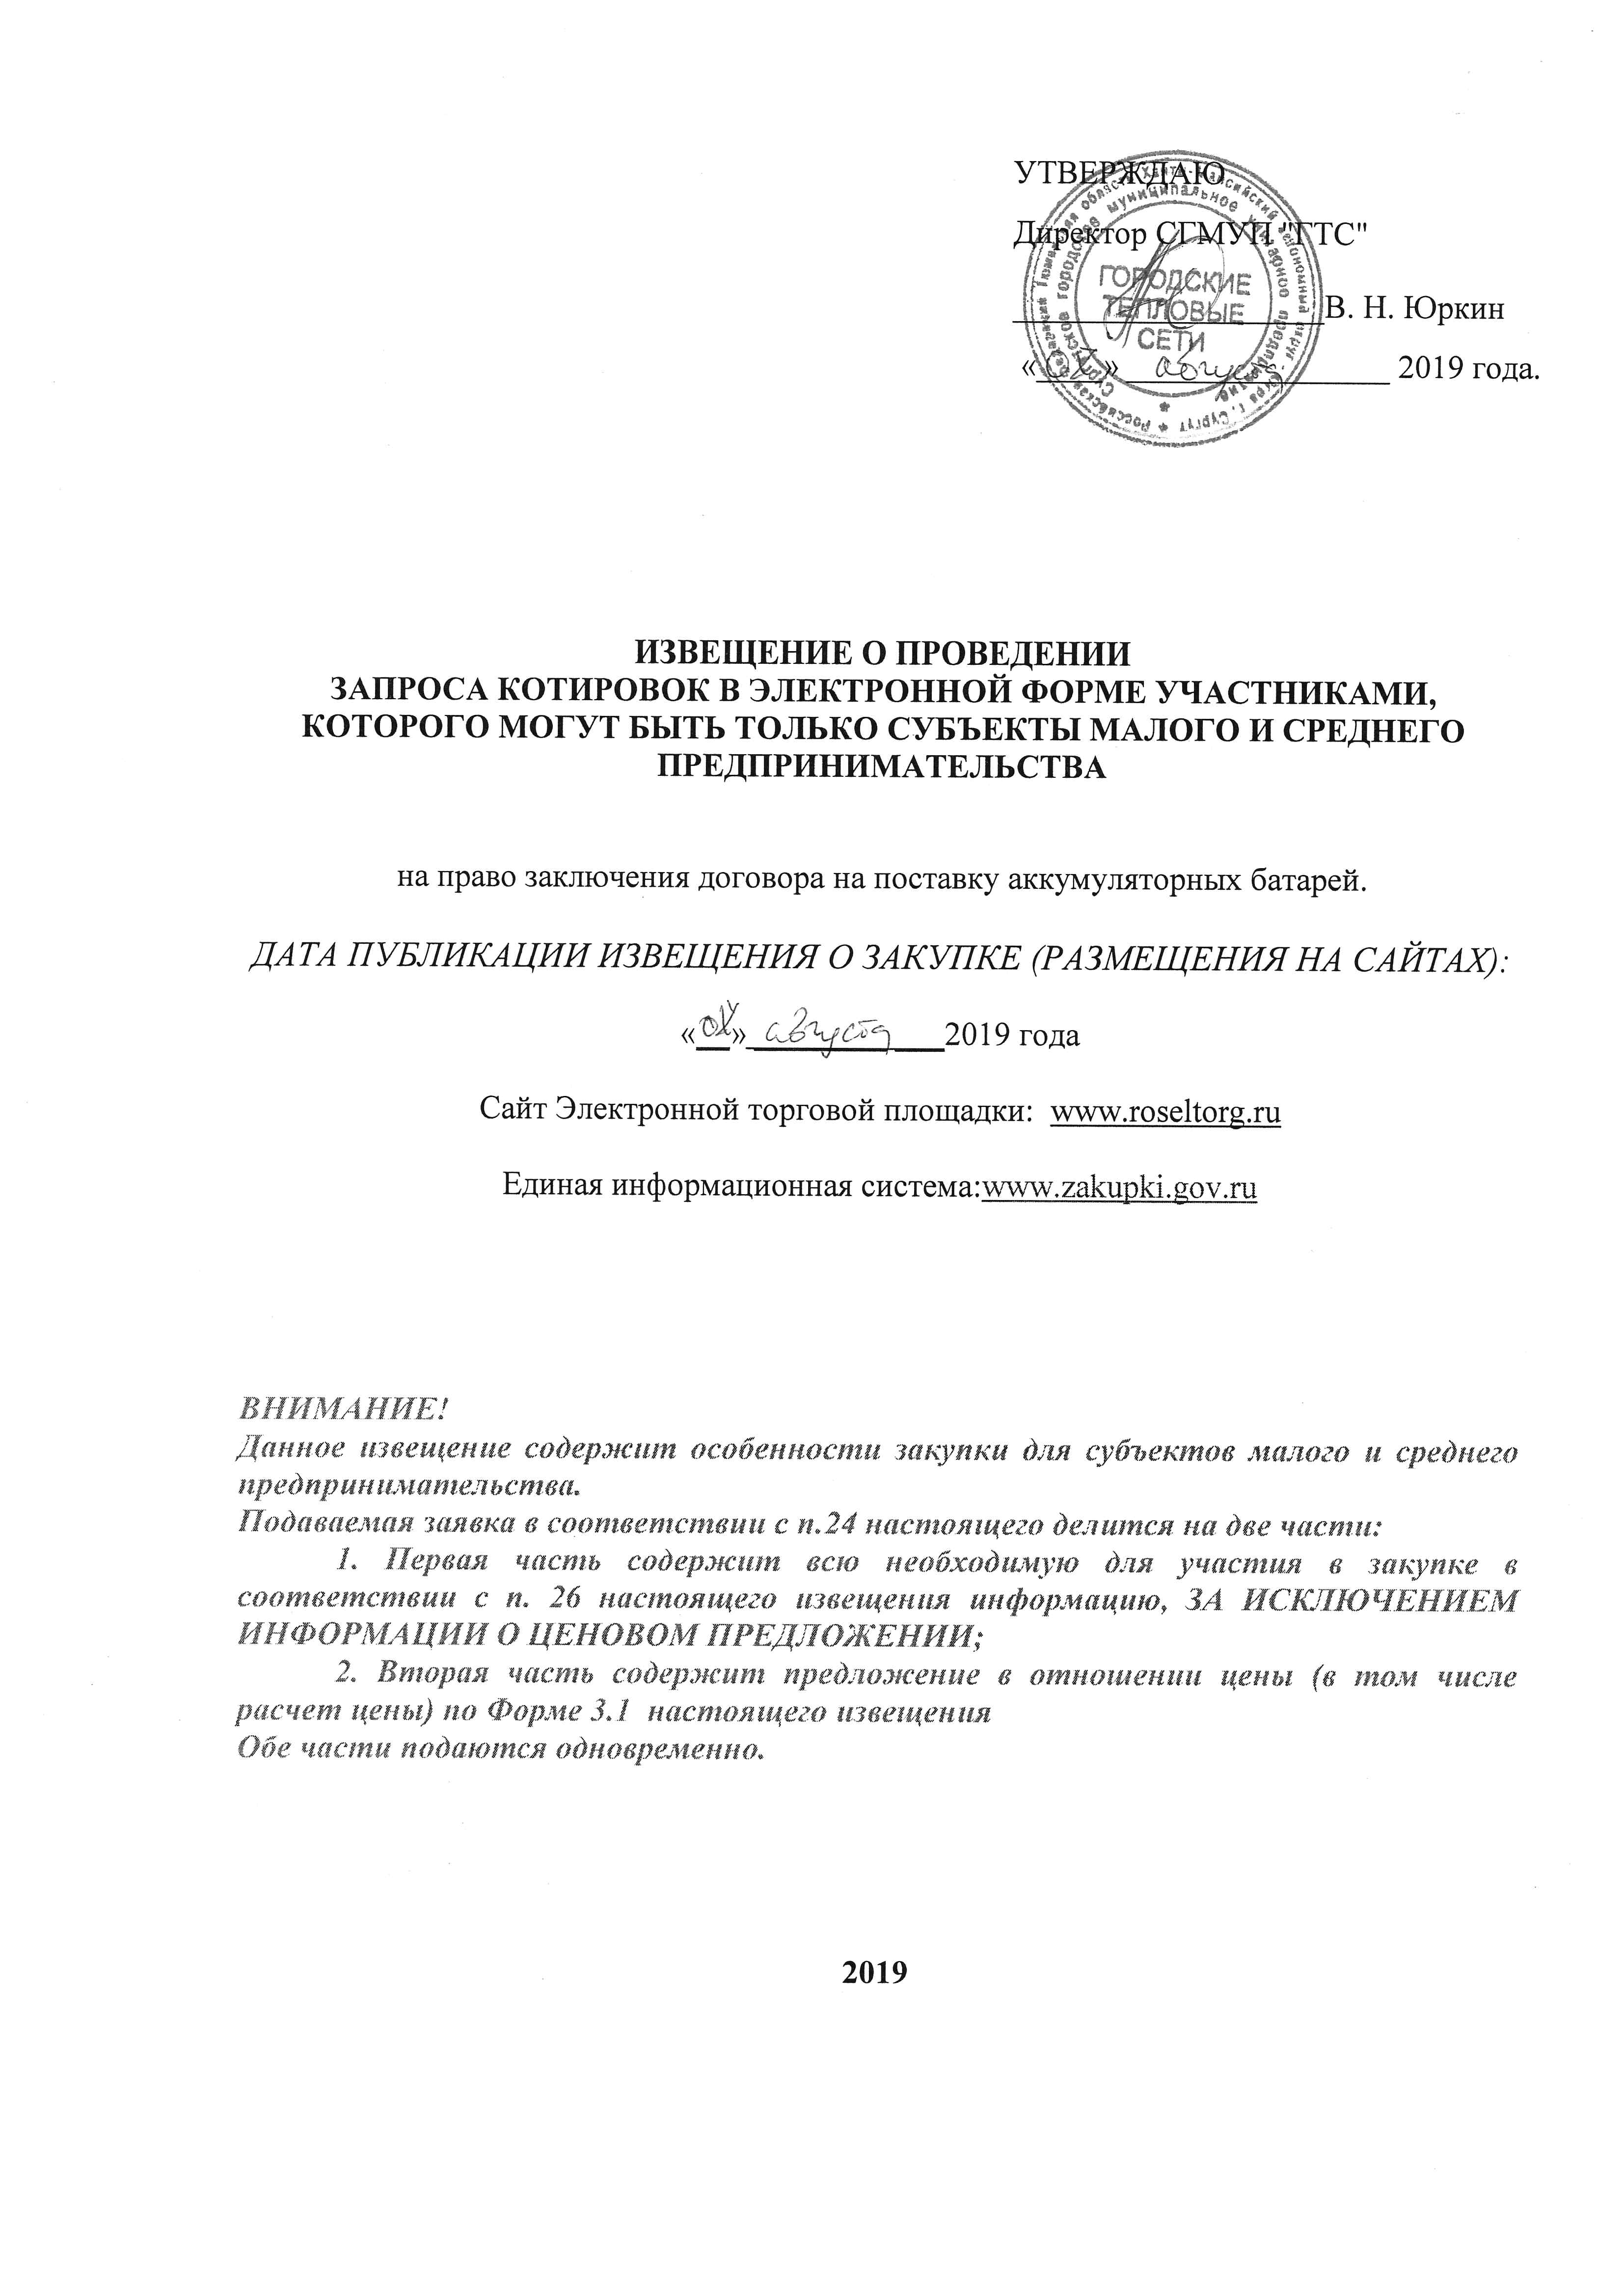 УТВЕРЖДАЮ
Директор СГМУП "ГТС"
ГОРОДСКИЕ
ТЕПЛОВЫЕ
СЕТИ
В. Н. Юркин
« » августа 2019 года.
ИЗВЕЩЕНИЕ О ПРОВЕДЕНИИ
ЗАПРОСА КОТИРОВОК В ЭЛЕКТРОННОЙ ФОРМЕ УЧАСТНИКАМИ,
КОТОРОГО МОГУТ БЫТЬ ТОЛЬКО СУБЪЕКТЫ МАЛОГО И СРЕДНЕГО
ПРЕДПРИНИМАТЕЛЬСТВА
на право заключения договора на поставку аккумуляторных батарей.
ДАТА ПУБЛИКАЦИИ ИЗВЕЩЕНИЯ О ЗАКУПКЕ (РАЗМЕЩЕНИЯ НА САЙТАХ):
« » августа 2019 года
Сайт Электронной торговой площадки: www.roseltorg.ru
Единая информационная система:www.zakupki.gov.ru
ВНИМАНИЕ!
Данное извещение содержит особенности закупки для субъектов малого и среднего
предпринимательства.
Подаваемая заявка в соответствии с п.24 настоящего делится на две части:
1. Первая часть содержит всю необходимую для участия в закупке в
соответствии с п. 26 настоящего извещения информацию, ЗА ИСКЛЮЧЕНИЕМ
ИНФОРМАЦИИ О ЦЕНОВОМ ПРЕДЛОЖЕНИИ;
2. Вторая часть содержит предложение в отношении цены (в том числе
расчет цены) по Форме 3.1 настоящего извещения
Обе части подаются одновременно.
2019